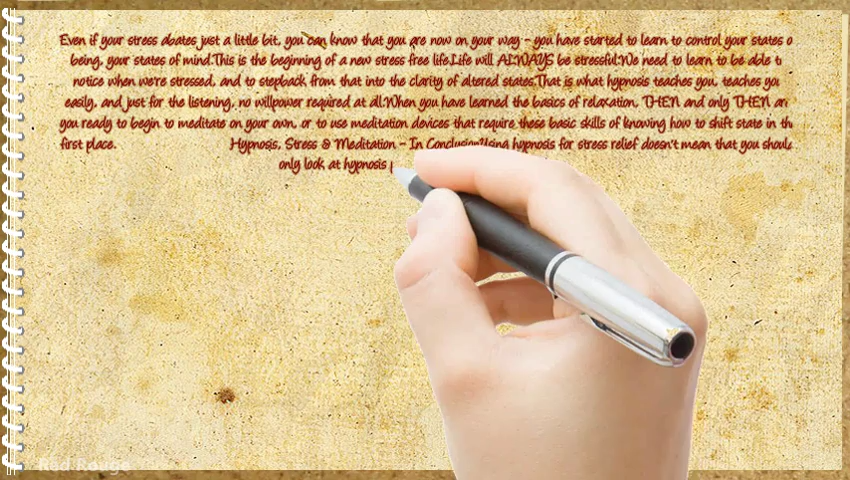 Even if your stress abates just a little bit, you can know that you are now on your way - you have started to learn to control your states o
being, your states of mind.This is the beginning of a new stress free life.Life will ALWAYS be stressful.We need to learn to be able t
notice when we're stressed, and to stepback from that into the clarity of altered states.That is what hypnosis teaches you, teaches you
easily, and just for the listening, no willpower required at all.When you have learned the basics of relaxation, THEN and only THEN ar
you ready to begin to meditate on your own, or to use meditation devices that require these basic skills of knowing how to shift state in th
first place. Hypnosis, Stress & Meditation - In Conclusion?Using hypnosis for stress relief doesn't mean that you should
only look at hypnosis
Red Rouge